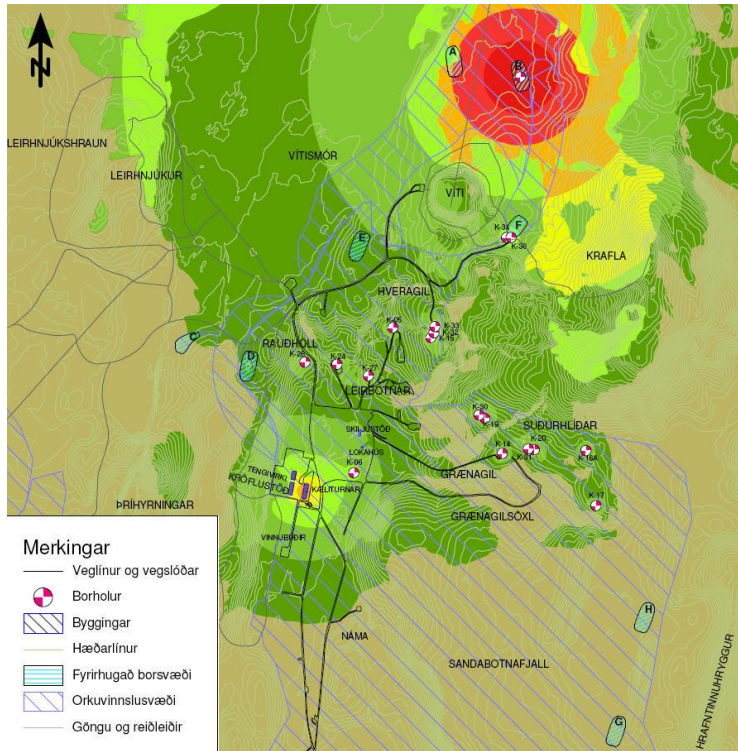 N
A
B
LEIRHNJÚKSHRAUN
LEIRHNJÚKUR
VÍTISMÓR
VÍTI
K-34
F
K-36
E
KRAFLA
HVERAGIL
K-05
K-33
K-32
K-15
C
RAUÐHÓLL
D
K-24
K-27
LEIRBOTNAR
K-30
K-19
SUÐURHLÍÐAR
SKILJUSTÖÐ
LOKAHÚS
K-14
K-20
K-21
K-16A
K-06
TENGIVIRKI
KRÖFLUSTÖÐ
KÆLITURNAR
GRÆNAGIL
K-17
GRÆNAGILSÖXL
ÞRÍHYRNINGAR
VINNUBÚÐIR
H
NÁMA
SANDABOTNAFJALL
HRAFNTINNUHRYGGUR
G
Merkingar
Veglínur og vegslóðar
Borholur
Byggingar
Hæðarlínur
Fyrirhugað borsvæði
Orkuvinnslusvæði
Göngu og reiðleiðir